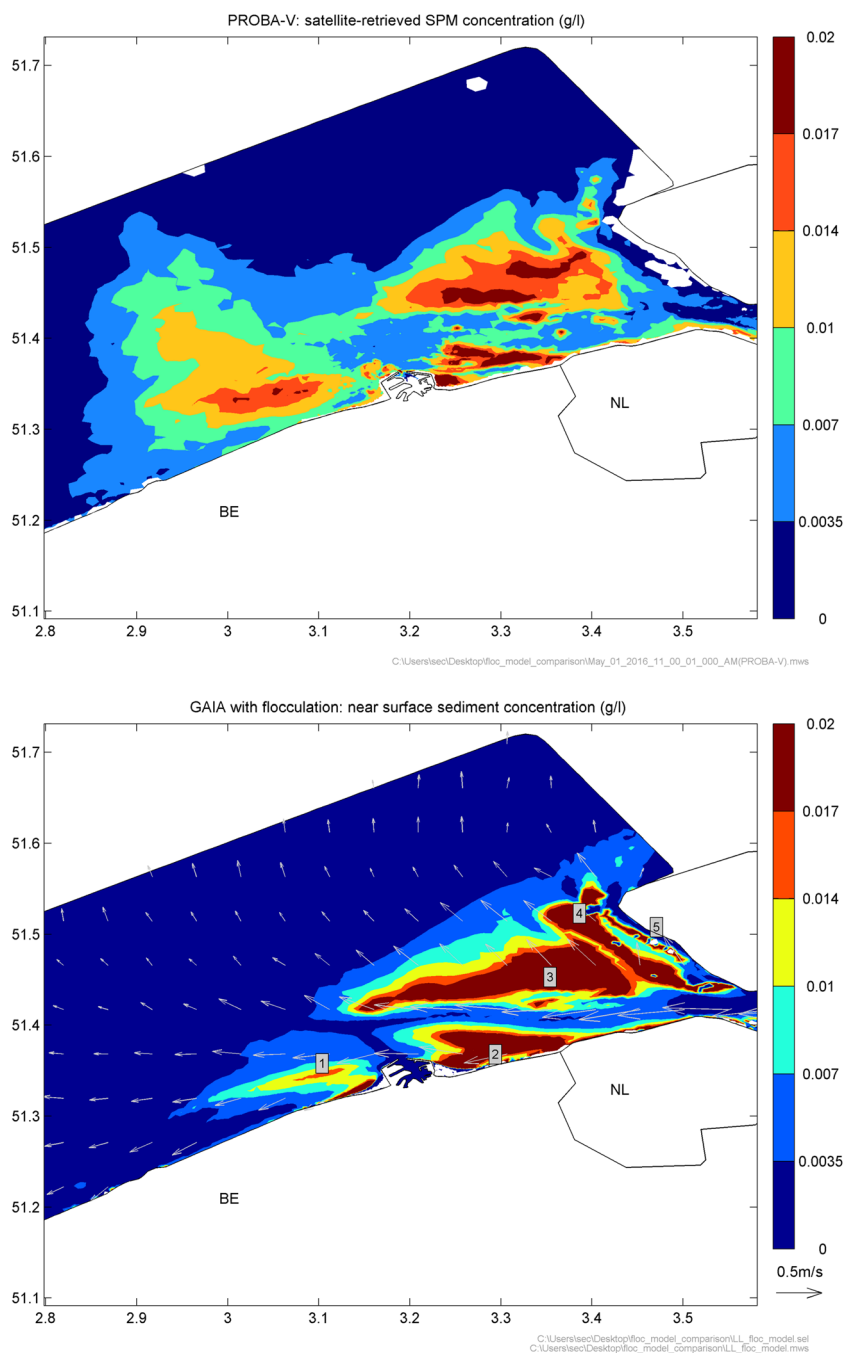 PROBA-V: satellite-retrieved SPM concentration (g/l)
0.02
51.7
0.017
51.6
0.014
51.5
0.01
51.4
0.007
NL
51.3
BE
51.2
0.0035
51.1
0
2.8 2.9 3 3.1 3.2 3.3 3.4 3.5
C:\Users\sec\Desktop\floc_model_comparison\May_01_2016_11_00_01_000_AM(PROBA-V).mws
GAIA with flocculation: near surface sediment concentration (g/l)
0.02
51.7
0.017
51.6
0.014
4
5
51.5
3
0.01
51.4
2
1
0.007
NL
51.3
0.0035
BE
51.2
0
0.5m/s
51.1
2.8 2.9 3 3.1 3.2 3.3 3.4 3.5
C:\Users\sec\Desktop\floc_model_comparison\LL_floc_model.sel
C:\Users\sec\Desktop\floc_model_comparison\LL_floc_model.mws